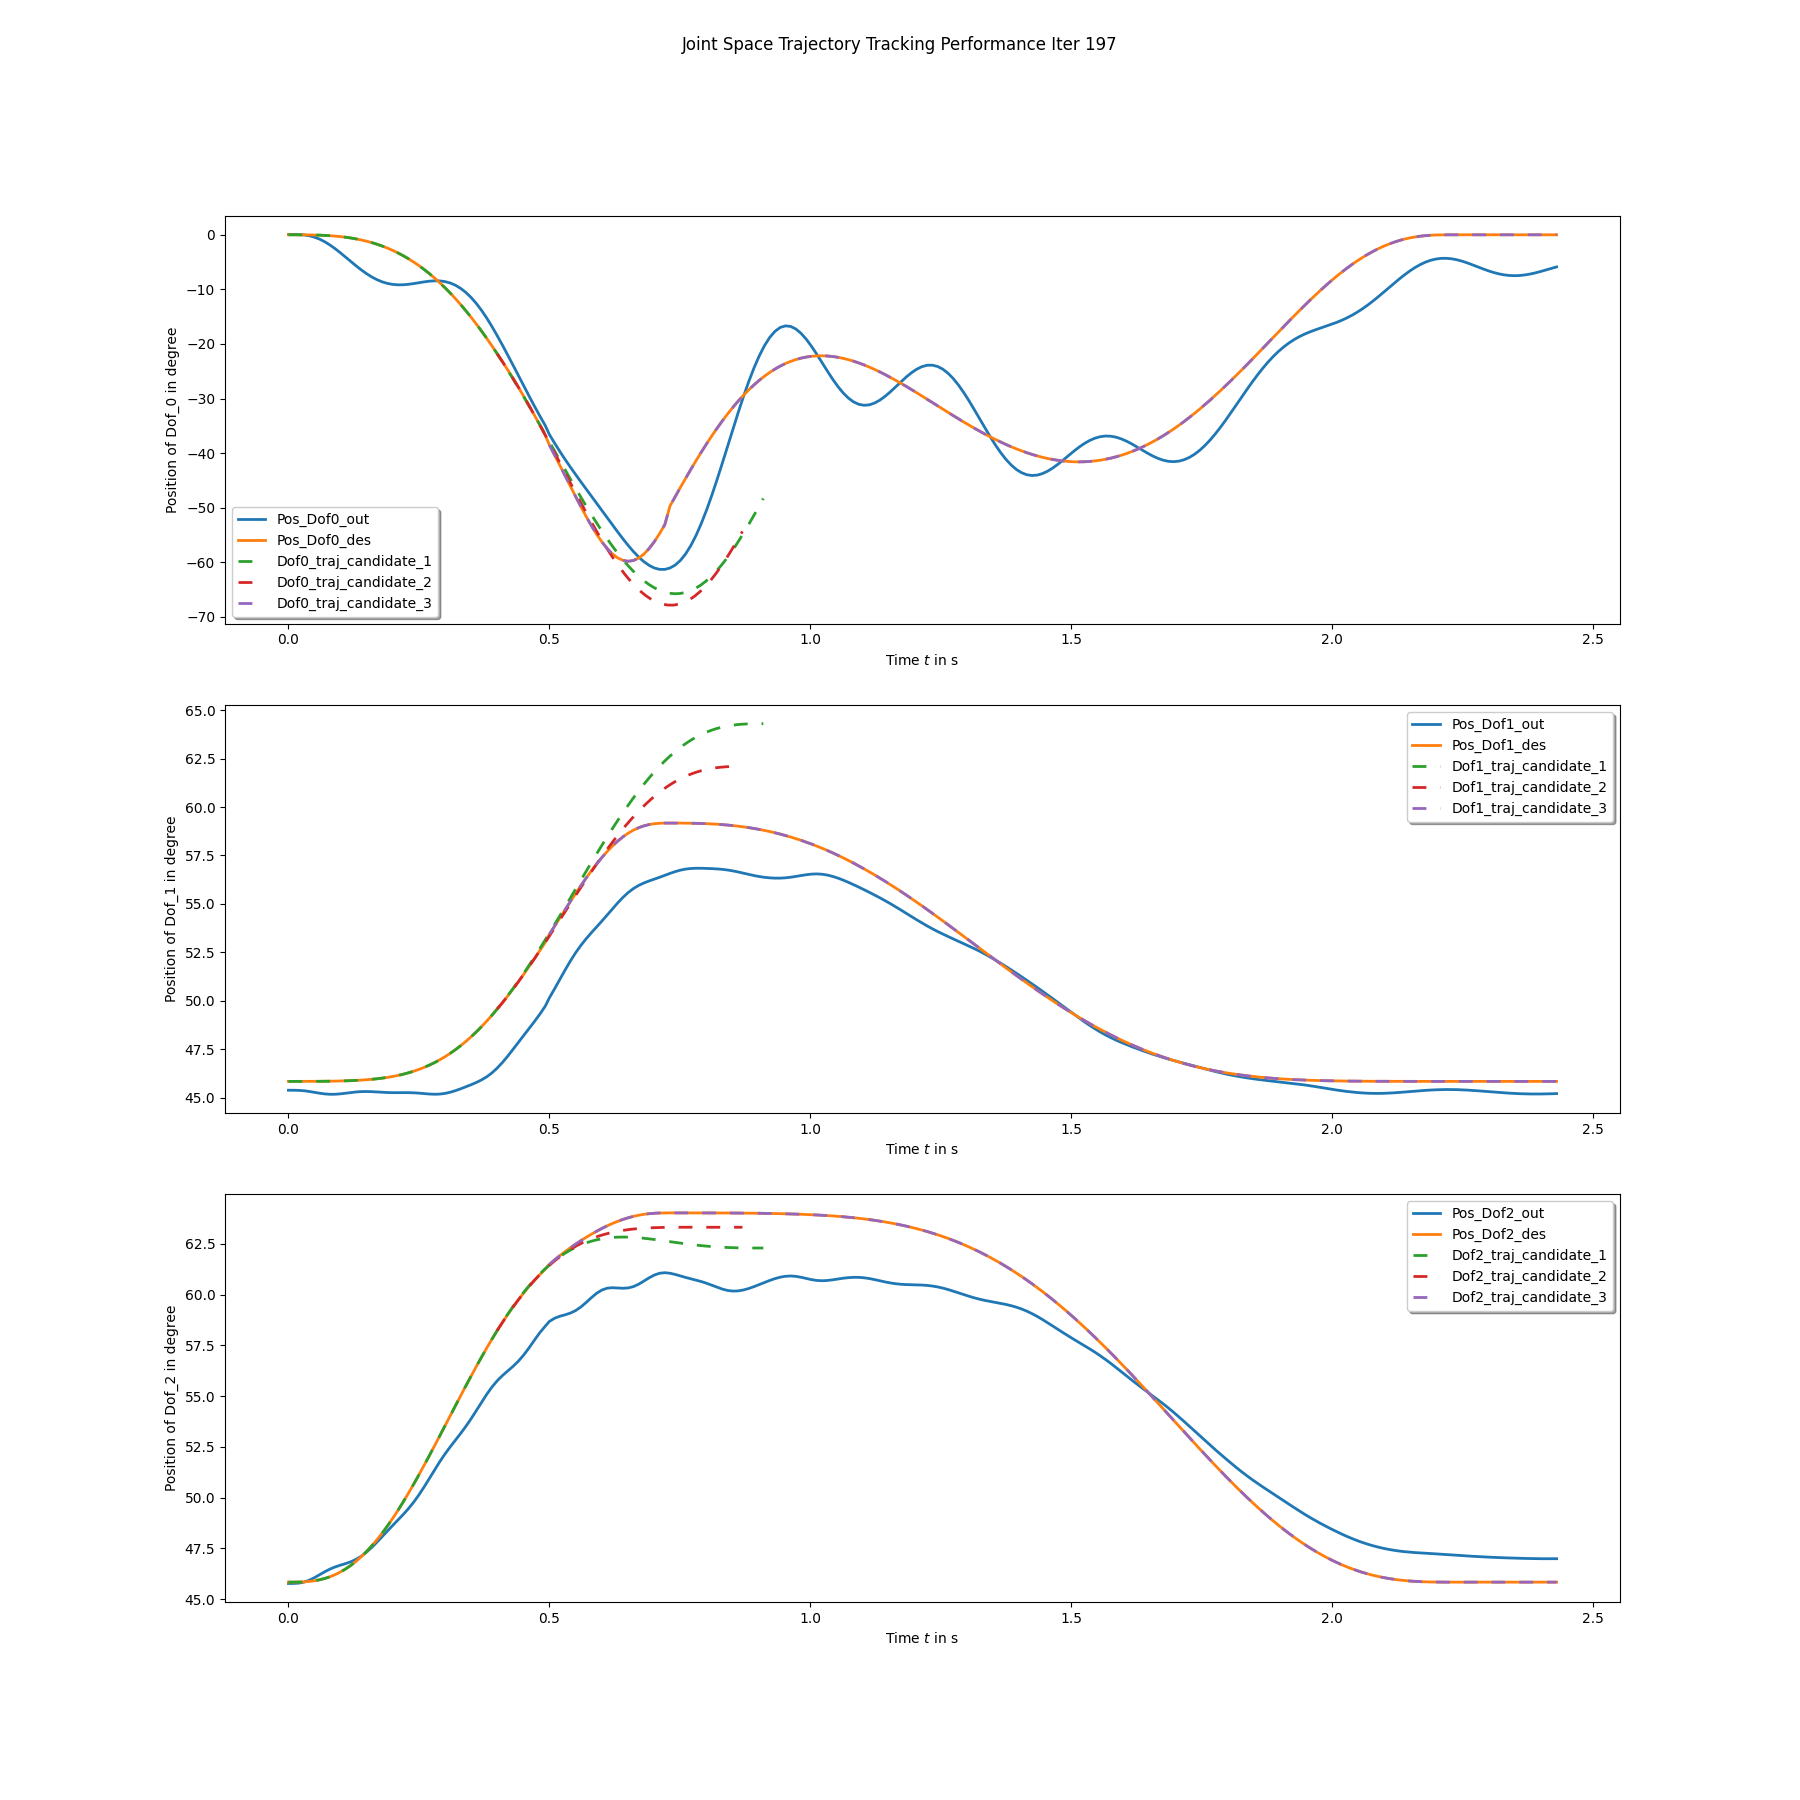 Joint Space Trajectory Tracking Performance Iter 197
Position of Dof_0 in degree
0
−10
−20
−30
−40
−50
−60
−70
Pos_Dof0_out
Pos_Dof0_des
Dof0_traj_candidate_1
Dof0_traj_candidate_2
Dof0_traj_candidate_3
0.0 0.5 1.0 1.5 2.0 2.5
Time t in s
Position of Dof_1 in degree
65.0
62.5
60.0
57.5
55.0
52.5
50.0
47.5
45.0
Pos_Dof1_out
Pos_Dof1_des
Dof1_traj_candidate_1
Dof1_traj_candidate_2
Dof1_traj_candidate_3
0.0 0.5 1.0 1.5 2.0 2.5
Time t in s
Position of Dof_2 in degree
62.5
60.0
57.5
55.0
52.5
50.0
47.5
45.0
Pos_Dof2_out
Pos_Dof2_des
Dof2_traj_candidate_1
Dof2_traj_candidate_2
Dof2_traj_candidate_3
0.0 0.5 1.0 1.5 2.0 2.5
Time t in s